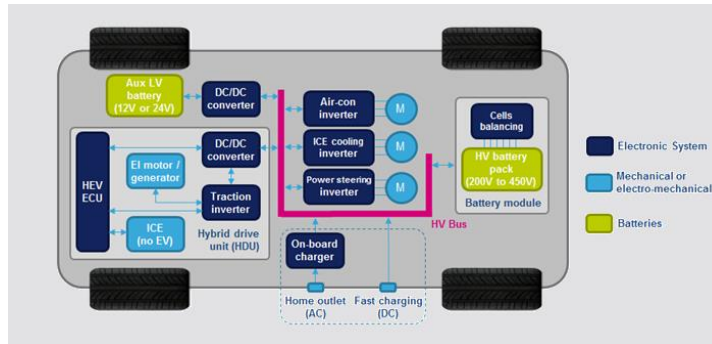 Aux LV
battery
(12V or 24V)
DC/DC
converter
Air-con
inverter
M
ICE cooling
inverter
M
Power steering
inverter
M
Cells
balancing
HV battery
pack
(200V to 450V)
Battery module
HEV
ECU
DC/DC
converter
El motor /
generator
Traction
inverter
ICE
(no EV)
Hybrid drive
unit (HDU)
HV Bus
On-board
charger
Home outlet
(AC)
Fast charging
(DC)
Electronic System
Mechanical or
electro-mechanical
Batteries